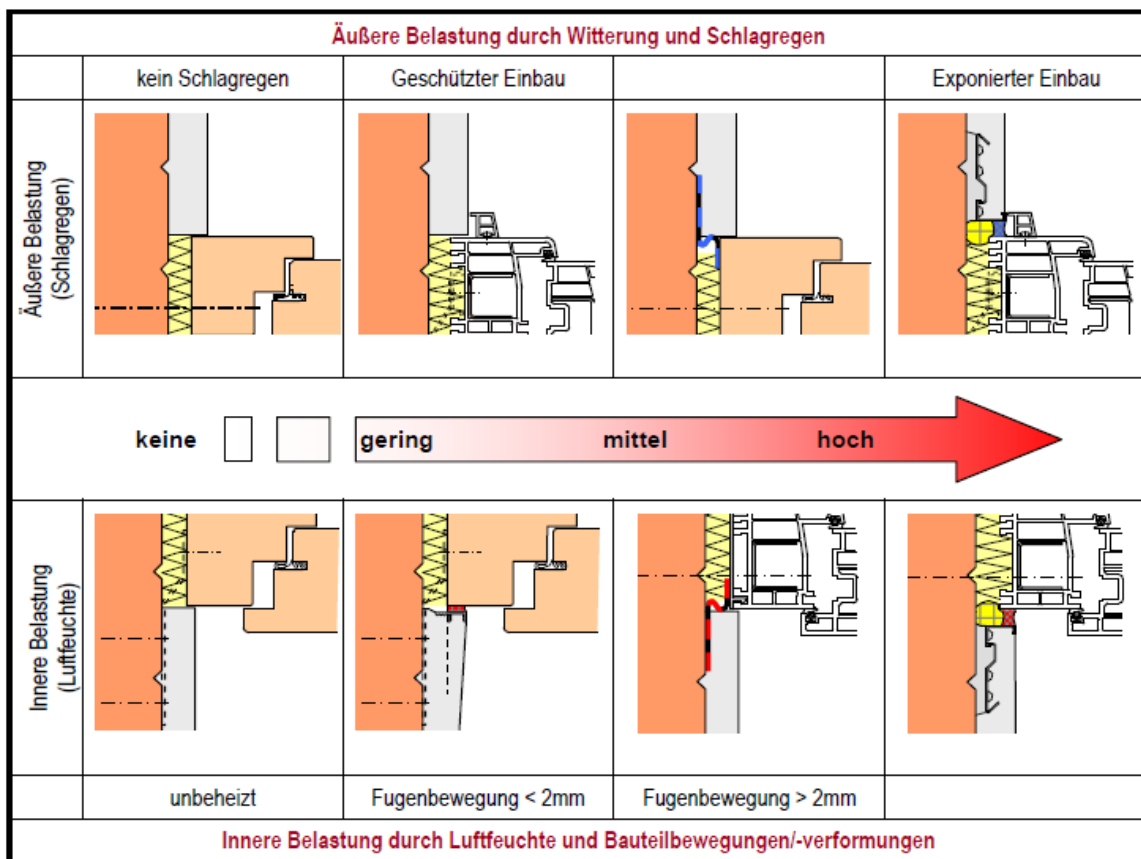 Äußere Belastung durch Witterung und Schlagregen
kein Schlagregen
Geschützter Einbau
Exponierter Einbau
Äußere Belastung
(Schlagregen)
keine
gering
mittel
hoch
Innere Belastung
(Luftfeuchte)
unbeheizt
Fugenbewegung < 2mm
Fugenbewegung > 2mm
Innere Belastung durch Luftfeuchte und Bauteilbewegungen/-verformungen